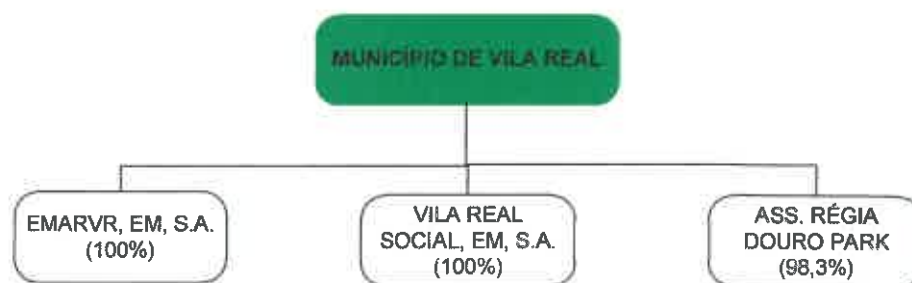 MUNICÍPIO DE VILA REAL
EMARVR, EM, S.A.
(100%)
VILA REAL
SOCIAL, EM, S.A.
(100%)
ASS. RÉGIA
DOURO PARK
(98,3%)